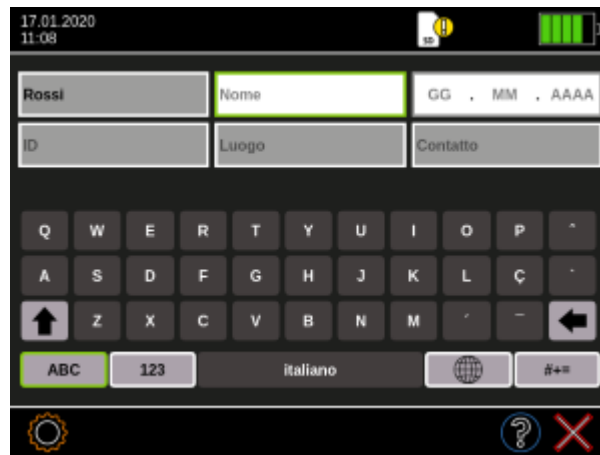 17.01.2020
11:08
SD
Rossi Nome GG . MM . AAAA
ID Luogo Contatto
Q W E R T Y U I O P ^
A S D F G H J K L Ç `
Z X C V B N M ´ ¯
ABC 123 italiano #+=
?